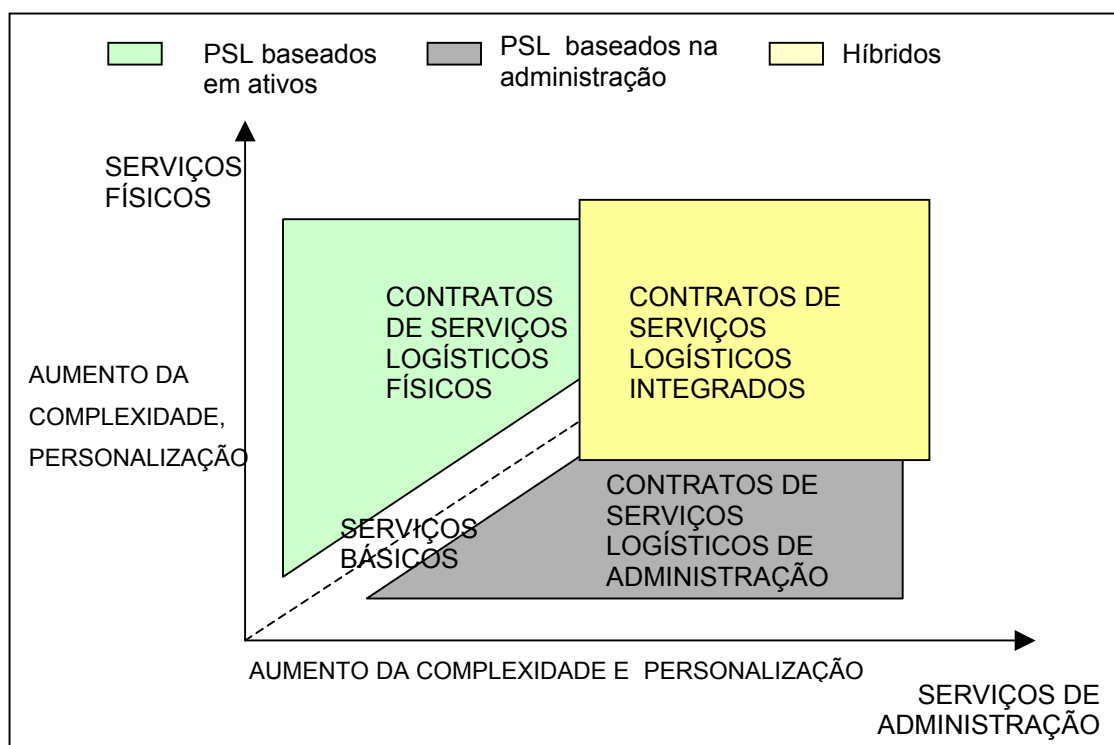 PSL baseados
em ativos
PSL baseados na
administração
Híbridos
SERVIÇOS
FÍSICOS
CONTRATOS
DE SERVIÇOS
LOGÍSTICOS
FÍSICOS
CONTRATOS DE
SERVIÇOS
LOGÍSTICOS
INTEGRADOS
AUMENTO DA
COMPLEXIDADE,
PERSONALIZAÇÃO
SERVIÇOS
BÁSICOS
CONTRATOS DE
SERVIÇOS
LOGÍSTICOS DE
ADMINISTRAÇÃO
AUMENTO DA COMPLEXIDADE E PERSONALIZAÇÃO
SERVIÇOS DE
ADMINISTRAÇÃO